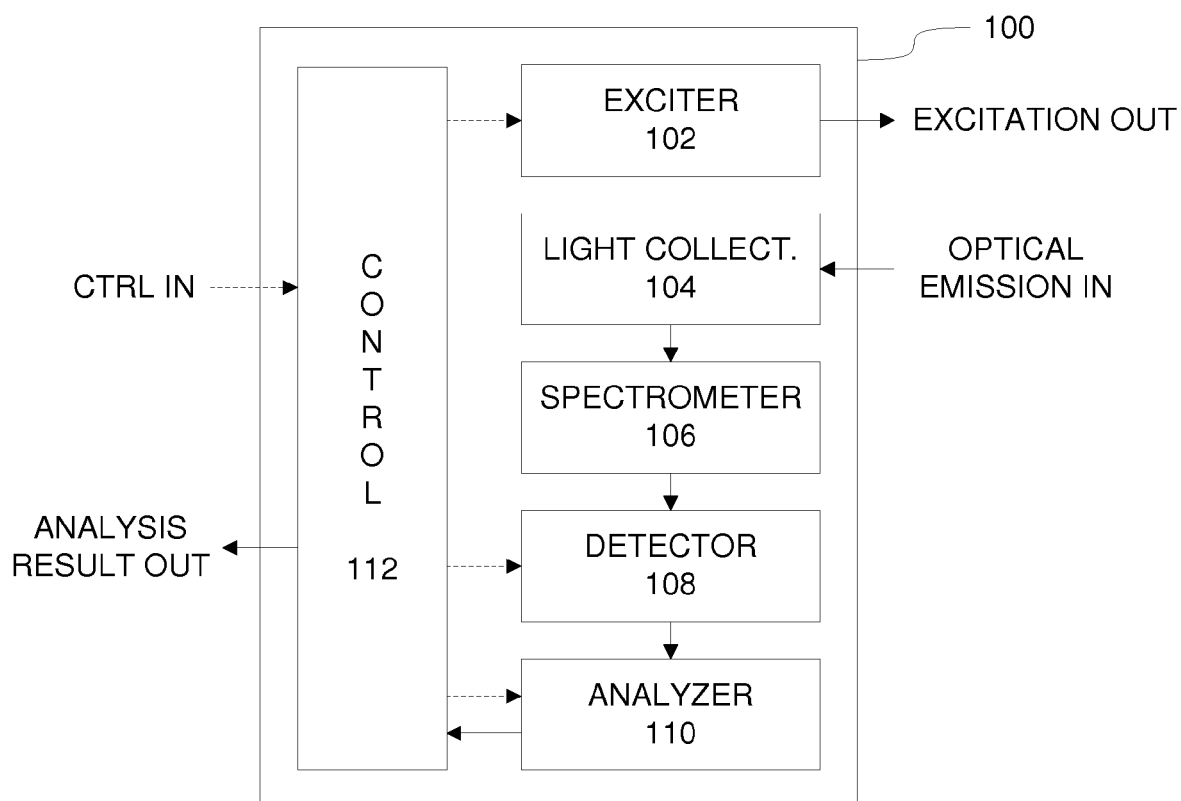 100
EXCITER
102
EXCITATION OUT
LIGHT COLLECT.
104
OPTICAL
EMISSION IN
CTRL IN
CONTROL
112
SPECTROMETER
106
ANALYSIS
RESULT OUT
DETECTOR
108
ANALYZER
110